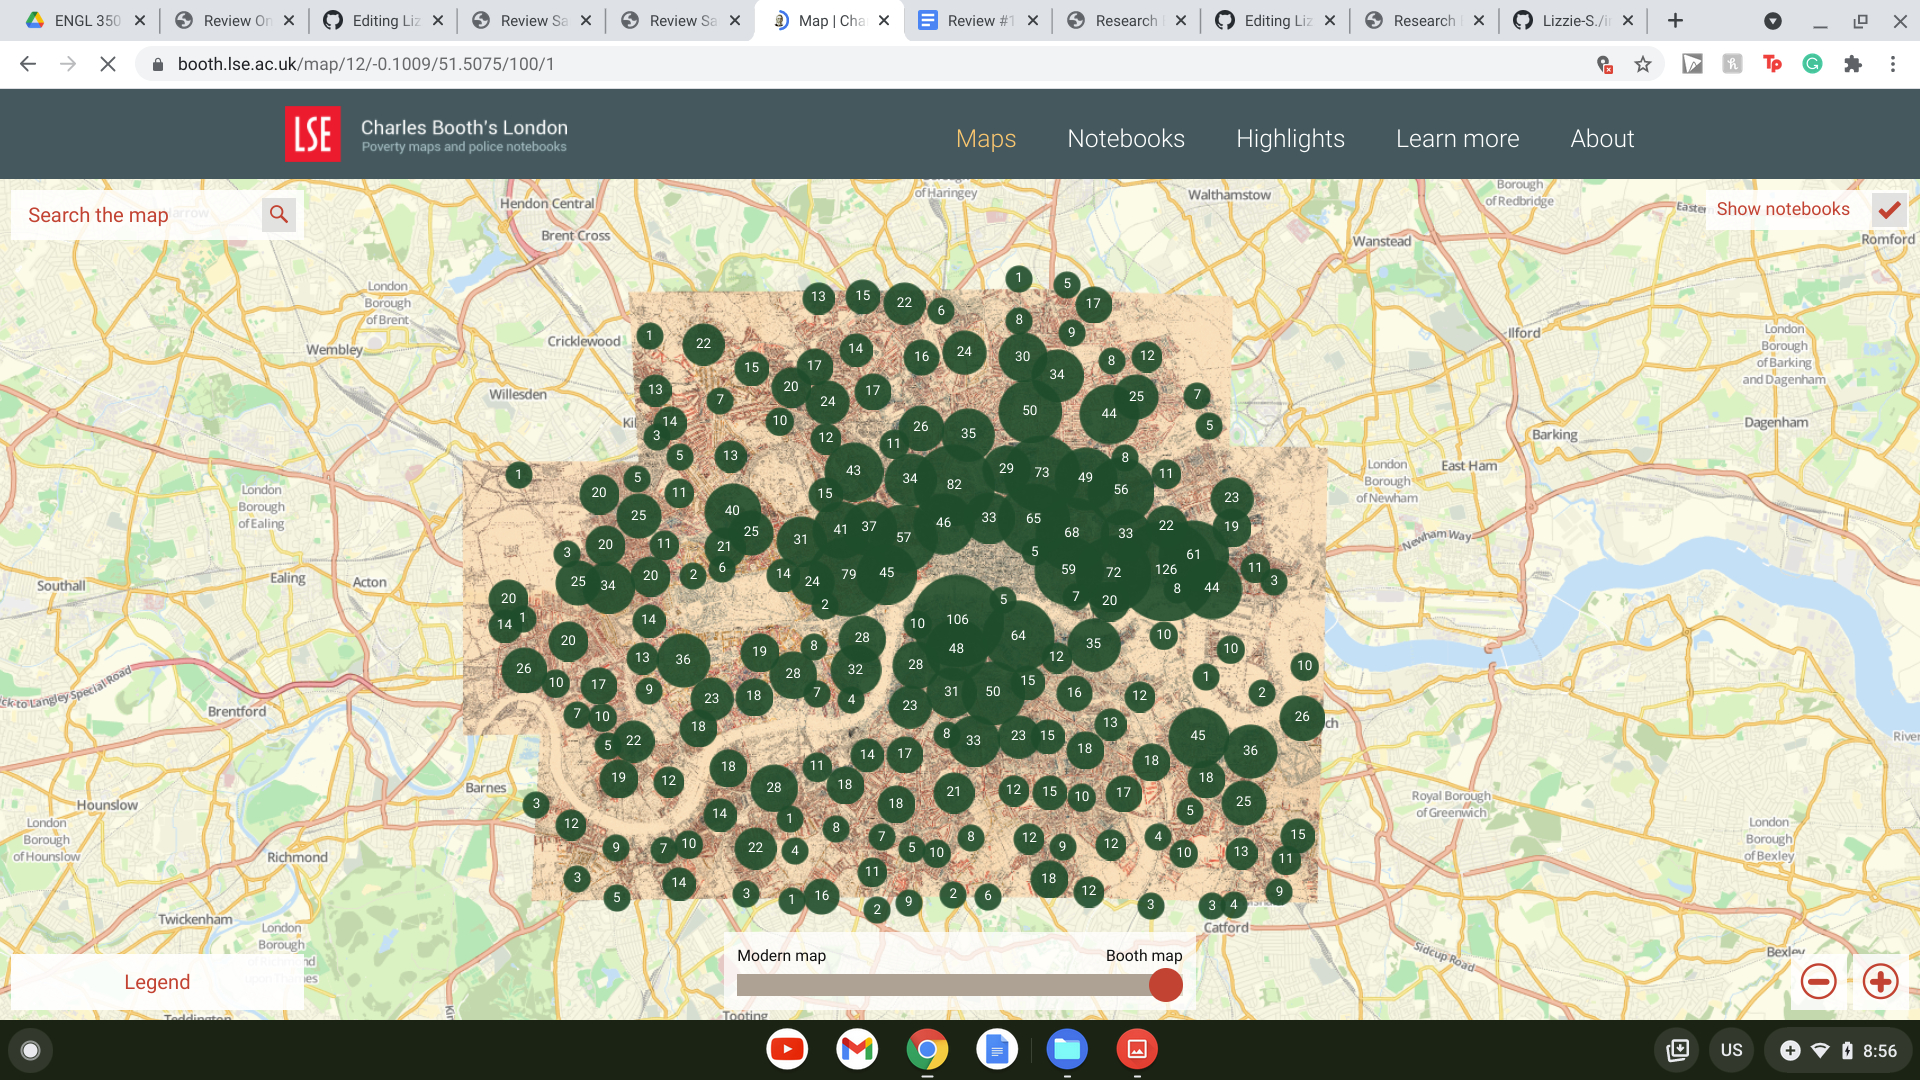 ENGL 350
Review On
Editing Liz
Review Sa
Review Sa
Map | Cha
Review #1
Research
Editing Liz
Research
Lizzie-S./i
booth.lse.ac.uk/map/12/-0.1009/51.5075/100/1
LSE
Charles Booth's London
Poverty maps and police notebooks
Maps
Notebooks
Highlights
Learn more
About
Search the map
Show notebooks
of Haringey
Hendon Central
Walthamstow
Borough
of Redbridge
Brent Cross
Wanstead
Romford
London
Borough
of Brent
Cricklewood
Wembley
Ilford
London
Borough
of Barking
and Dagenham
Willesden
Barking
Dagenham
East Ham
London
Borough
of Newham
London
Borough
of Ealing
Newham Way
Southall
Ealing
Acton
Brentford
Barnes
Hounslow
London
Borough
of Hounslow
Richmond
Royal Borough
of Greenwich
London
Borough
of Bexley
Twickenham
London
Borough
Catford
Sidcup Road
Bexley
Tooting
Teddington
1 5
13 15 22 6 17
8 9
1 22 15 17 14 16 24 30 34 8 12
13 7 20 24 17 50 44 25 7
14 3 10 12 11 26 35 5
5 13 43 34 82 29 73 49 8 56 11
1 20 5 11 40 15 23
25 25 31 41 37 57 46 33 65 68 33 22 19
3 20 11 21 6 5 61
25 34 20 2 14 24 79 45 59 72 126 8 44 11 3
20 14 1 14 2 10 106 5 7 20
20 13 36 19 8 28 48 64 35 10 10
26 10 17 9 28 32 28 12 1 10
23 18 7 4 23 31 50 15 16 12 2
7 10 18 13 26
5 22 8 33 23 15 18 45 36
19 12 18 28 11 14 17 18 18
3 14 1 18 18 21 12 15 10 17 5 25
12 8 7 8 12 9 12 4 15
9 7 10 22 4 5 10 10 13 11
3 5 14 3 1 16 11 2 9 2 6 18 12 3 3 4 9
Modern map
Booth map
Legend
US
8:56